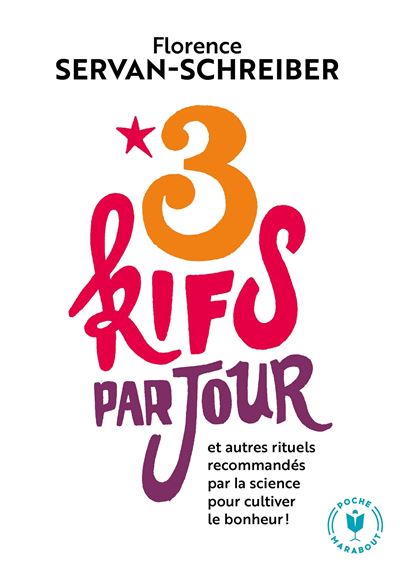 Florence
SERVAN-SCHREIBER
3
KIFS
PAR JOUR
et autres rituels
recommandés
par la science
pour cultiver
le bonheur !
POCHE
MARABOUT